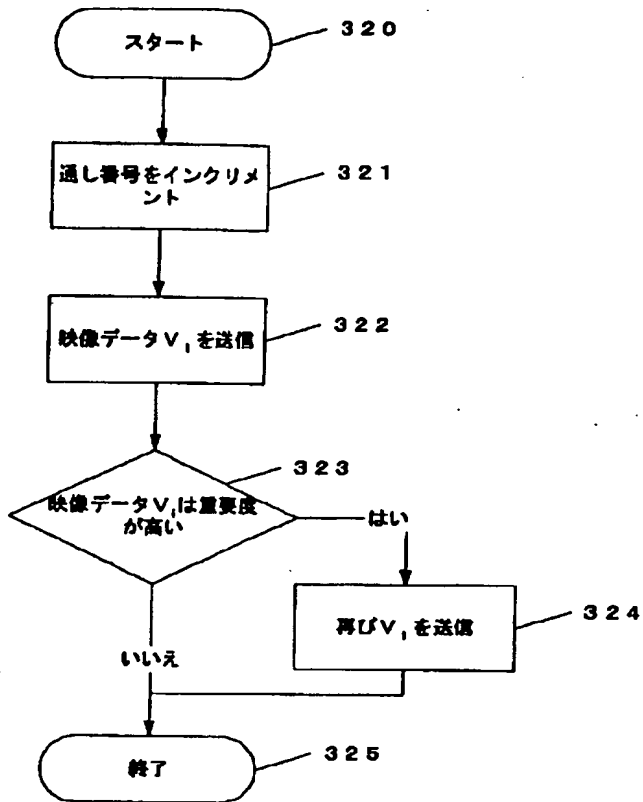 スタート
320
通し番号をインクリメ
ント
321
映像データV₁を送信
322
映像データV₁は重要度
が高い
323
はい
再びV₁を送信
324
いいえ
終了
325